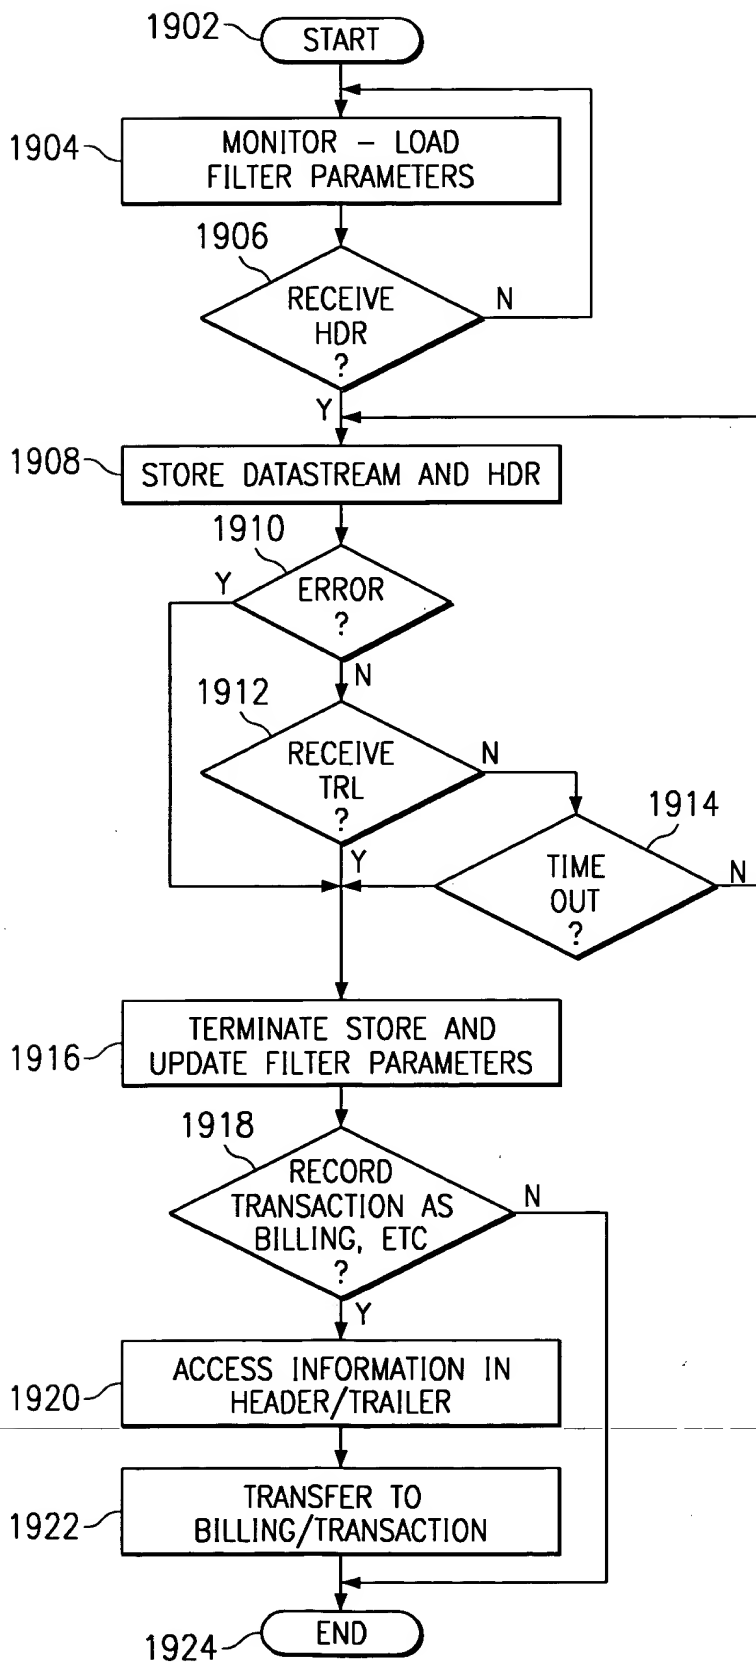 1902
START
1904
MONITOR – LOAD
FILTER PARAMETERS
1906
RECEIVE
HDR
?
N
Y
1908
STORE DATASTREAM AND HDR
1910
Y
ERROR
?
N
1912
RECEIVE
TRL
?
N
Y
1914
TIME
OUT
?
N
1916
TERMINATE STORE AND
UPDATE FILTER PARAMETERS
1918
RECORD
TRANSACTION AS
BILLING, ETC
?
N
Y
1920
ACCESS INFORMATION IN
HEADER/TRAILER
1922
TRANSFER TO
BILLING/TRANSACTION
1924
END